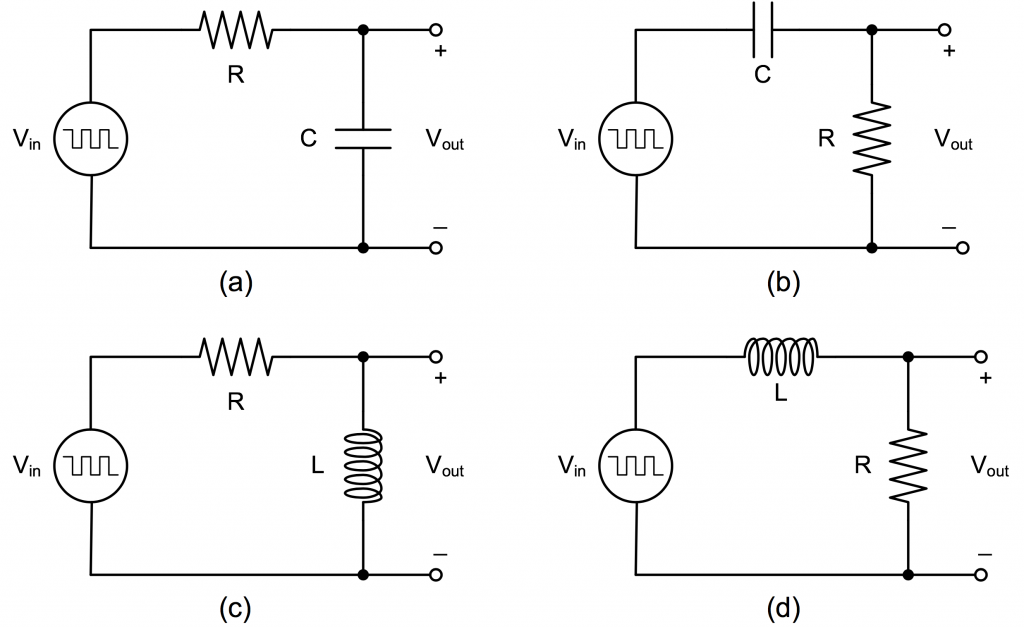 R
+
V_in
C
V_out
–
(a)
C
+
V_in
R
V_out
–
(b)
R
+
V_in
L
V_out
–
(c)
L
+
V_in
R
V_out
–
(d)